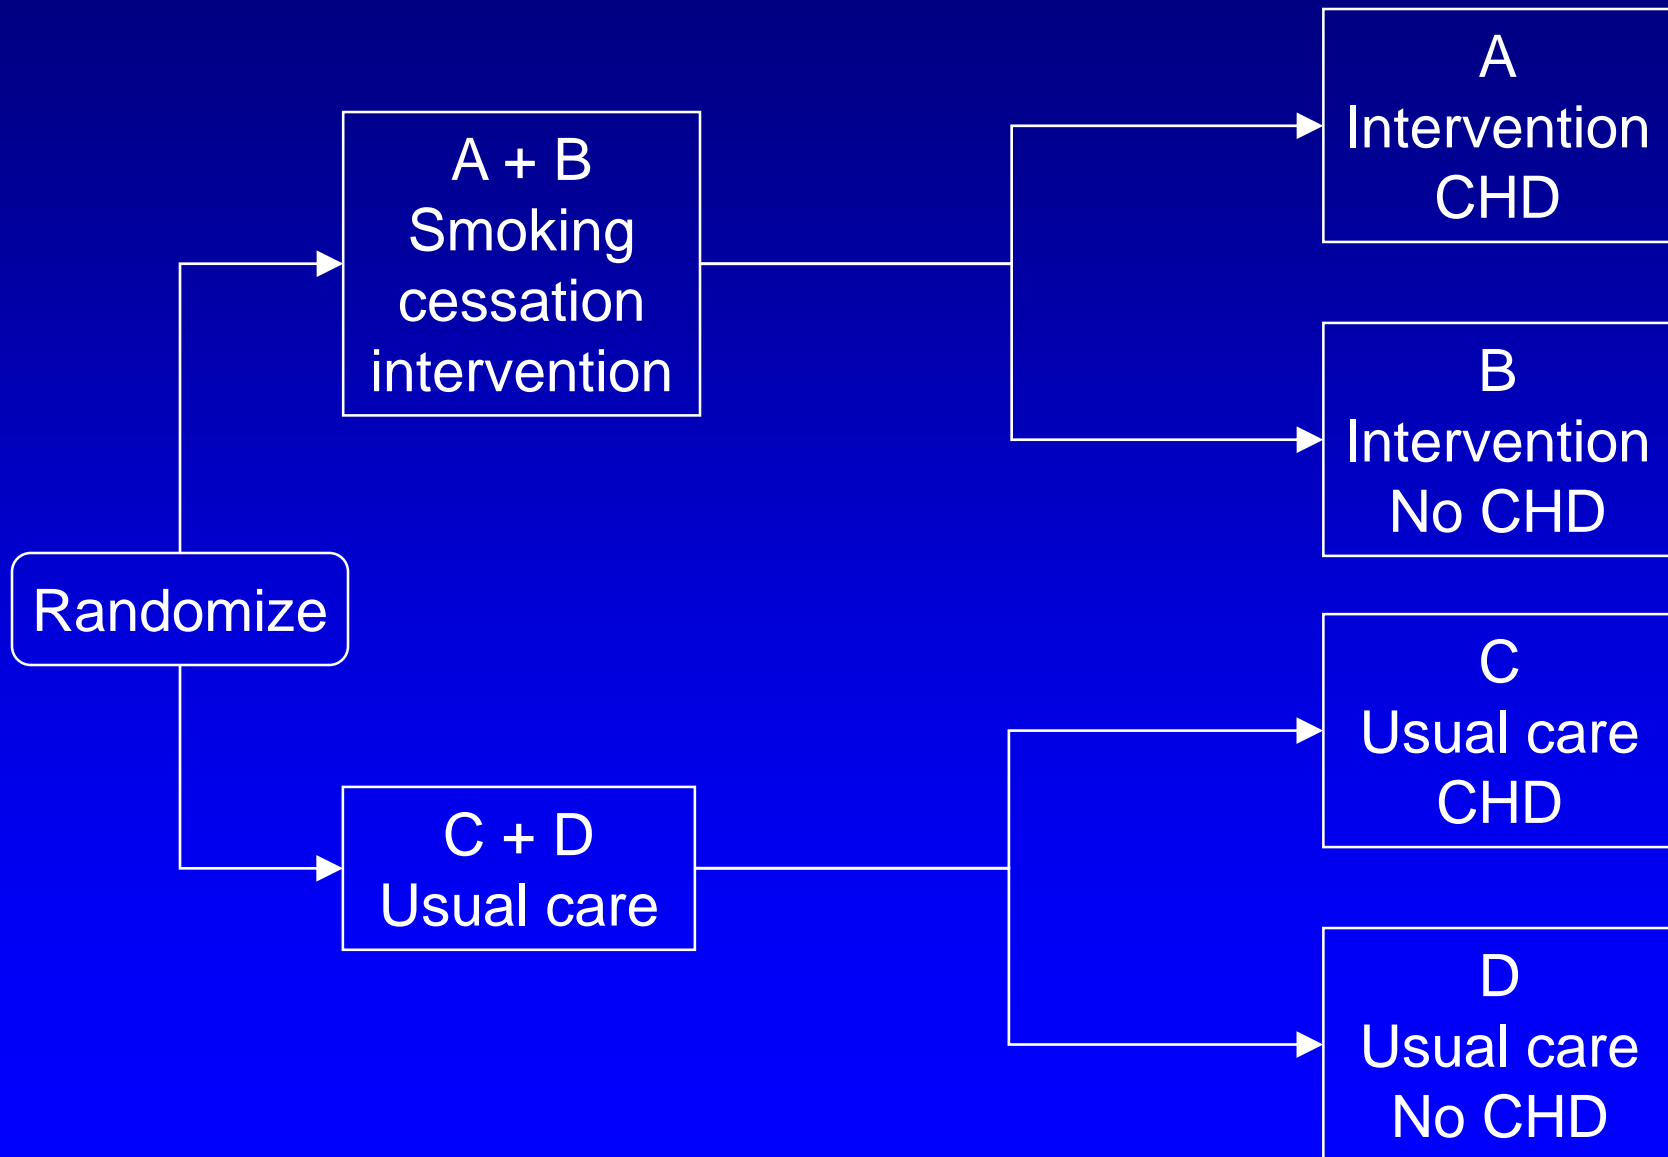 Randomize
A + B
Smoking
cessation
intervention
C + D
Usual care
A
Intervention
CHD
B
Intervention
No CHD
C
Usual care
CHD
D
Usual care
No CHD